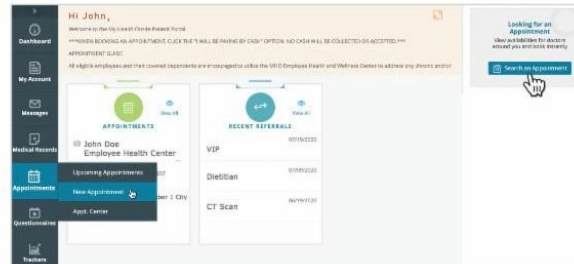 Hi John,
Welcome to the My Health Onsite Patient Portal
***WHEN BOOKING AN APPOINTMENT, CLICK THE "I WILL BE PAYING BY CASH" OPTION. NO CASH WILL BE COLLECTED OR ACCEPTED.***
APPOINTMENT
All eligible employees and their covered dependents are encouraged to utilize the Employee Health and Wellness Center to address any chronic and/or
Dashboard
My Account
Messages
Medical Records
Appointments
Questionnaires
Trackers
View All
APPOINTMENTS
John Doe
Employee Health Center
Upcoming Appointments
New Appointment
Appt. Center
1 City
View All
RECENT REFERRALS
VIP
Dietitian
CT Scan
Looking for an
Appointment
View availabilities for doctors
around you and book instantly
Search an Appointment